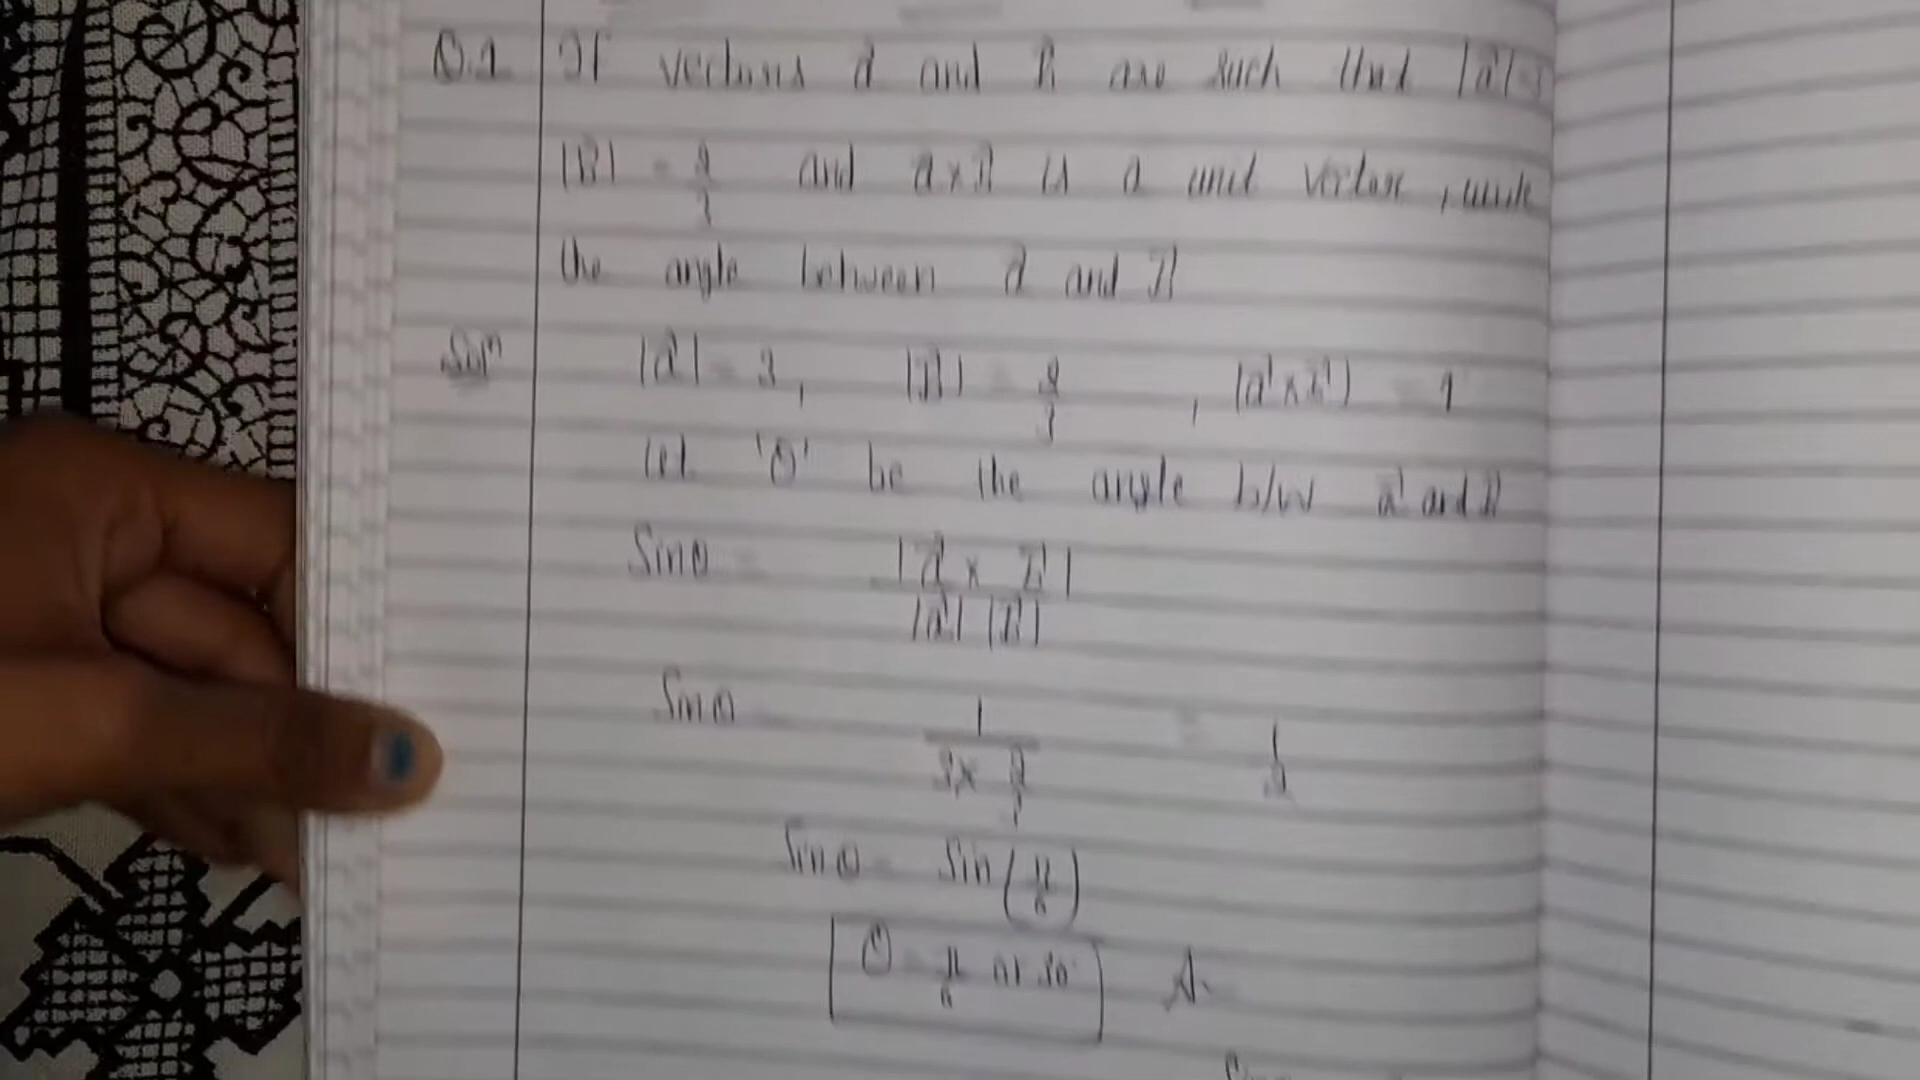 Q.1 If vectors a⃗ and b⃗ are such that |a⃗|=3
|b⃗| = 2/3 and a⃗×b⃗ is a unit vector, write
the angle between a⃗ and b⃗
Solⁿ |a⃗| = 3, |b⃗| = 2/3, |a⃗×b⃗| = 1
Let 'θ' be the angle b/w a⃗ and b⃗
Sinθ = |a⃗ × b⃗| / |a⃗| |b⃗|
Sinθ = 1 / 3×2/3 = 1/2
Sinθ = Sin(π/6)
θ = π/6 or 30° A.